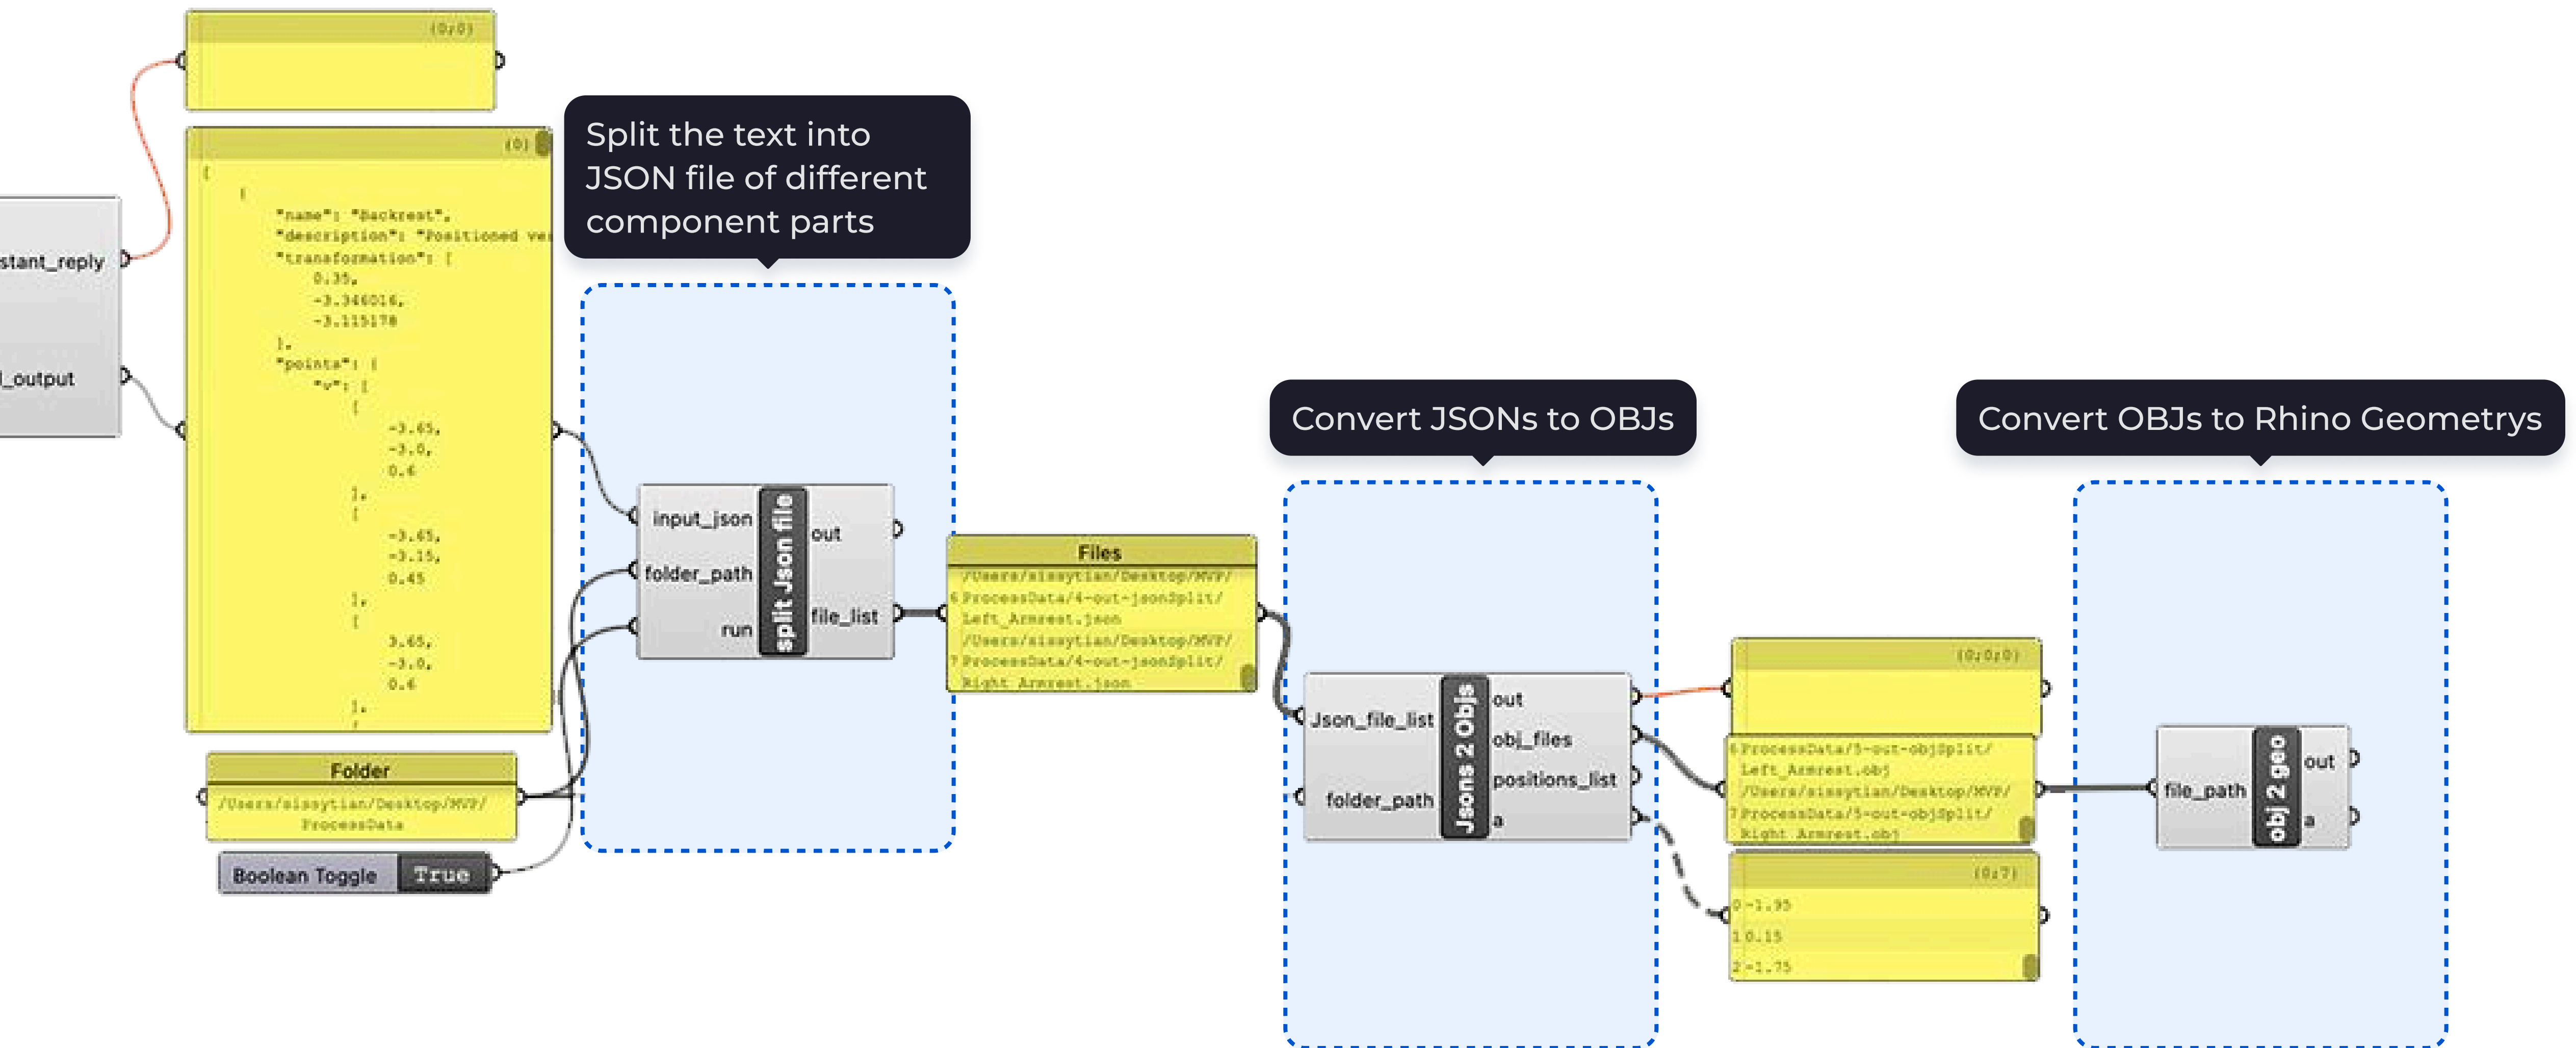 (0;0)
stant_reply
l_output
(0)
[
{
"name": "Backrest",
"description": "Positioned ver
"transformation": [
0.35,
-3.346016,
-3.115178
],
"points": {
"v": [
[
-3.65,
-3.0,
0.6
],
[
-3.65,
-3.15,
0.45
],
[
3.65,
-3.0,
0.6
],
[
Folder
/Users/sissytian/Desktop/MVP/
ProcessData
Boolean Toggle True
Split the text into
JSON file of different
component parts
input_json
folder_path
run
split Json file
out
file_list
Files
/Users/sissytian/Desktop/MVP/
6 ProcessData/4-out-jsonSplit/
Left_Armrest.json
/Users/sissytian/Desktop/MVP/
7 ProcessData/4-out-jsonSplit/
Right_Armrest.json
Convert JSONs to OBJs
Json_file_list
folder_path
Jsons 2 Objs
out
obj_files
positions_list
a
(0;0;0)
6 ProcessData/5-out-objSplit/
Left_Armrest.obj
/Users/sissytian/Desktop/MVP/
7 ProcessData/5-out-objSplit/
Right_Armrest.obj
(0;7)
0 -1.95
1 0.15
2 -1.75
Convert OBJs to Rhino Geometrys
file_path
obj 2 geo
out
a